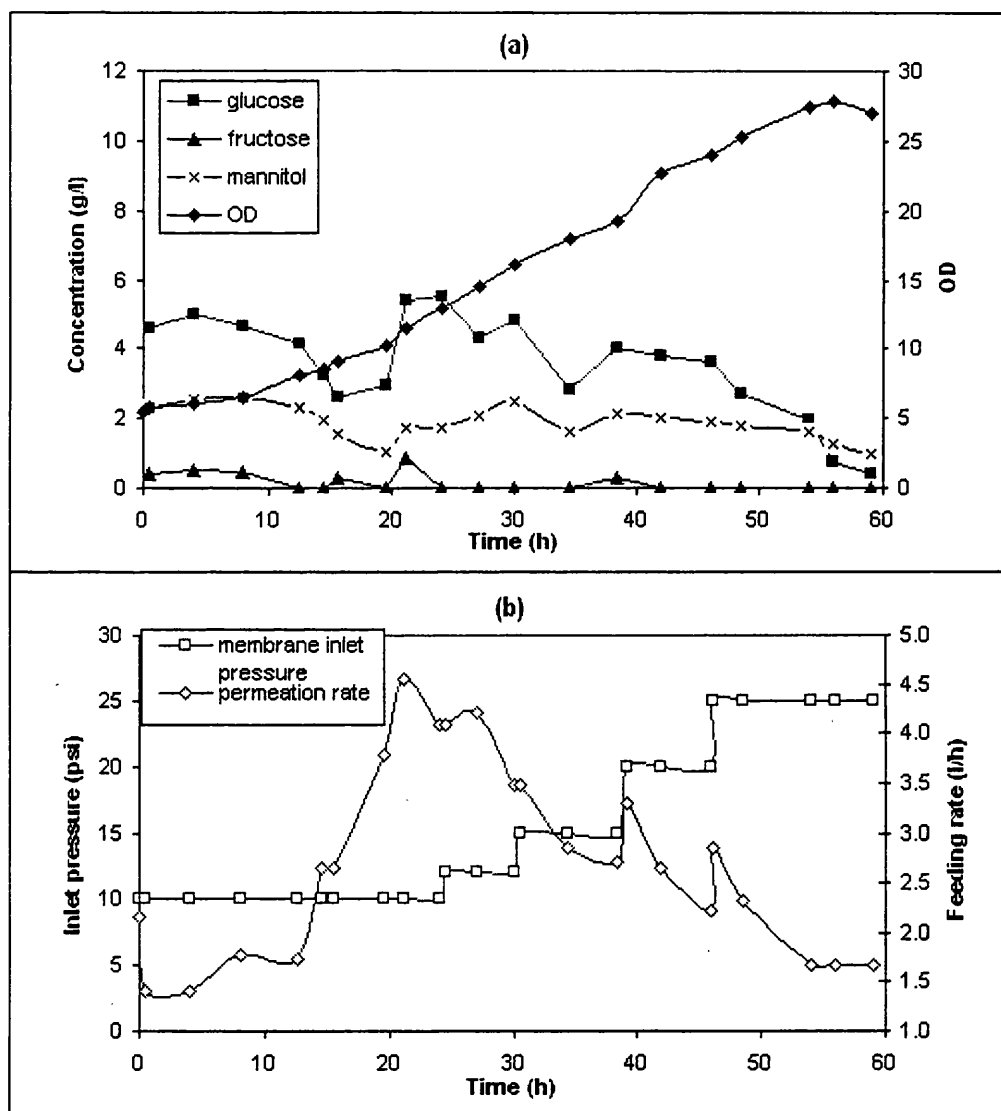 (a)
12
10
8
6
4
2
0
Concentration (g/l)
glucose
fructose
mannitol
OD
30
25
20
15
10
5
0
OD
0 10 20 30 40 50 60
Time (h)
(b)
30
25
20
15
10
5
0
Inlet pressure (psi)
membrane inlet
pressure
permeation rate
5.0
4.5
4.0
3.5
3.0
2.5
2.0
1.5
1.0
Feeding rate (l/h)
0 10 20 30 40 50 60
Time (h)